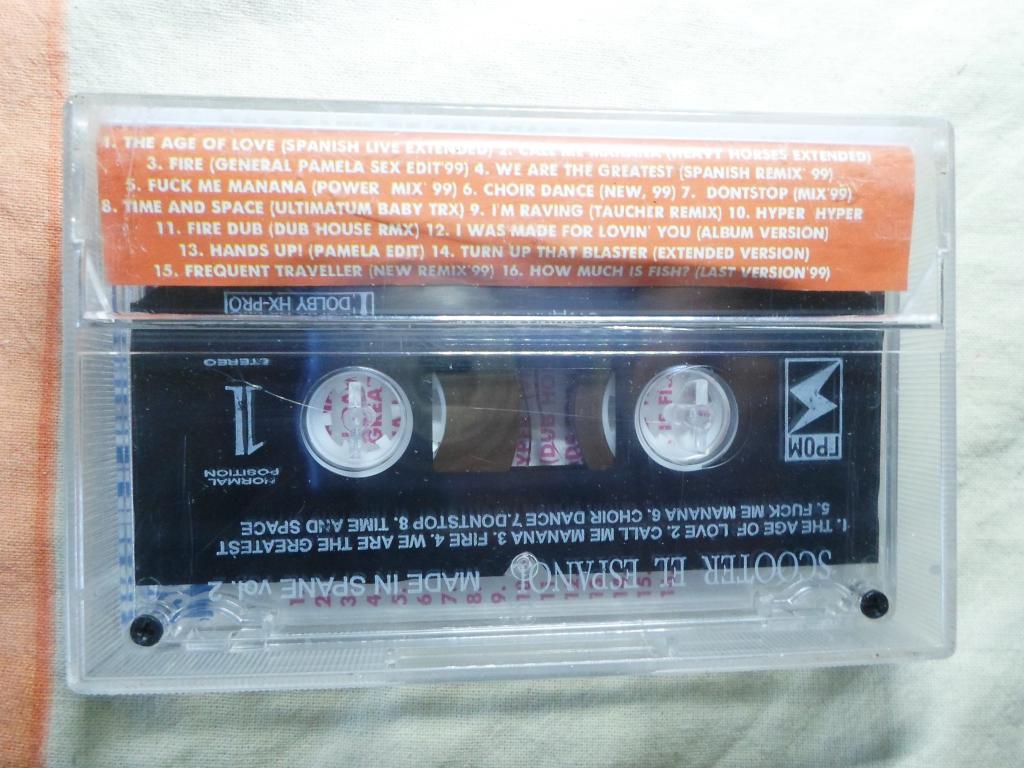 1. THE AGE OF LOVE (SPANISH LIVE EXTENDED) 2. CALL ME MANANA (HEAVY HORSES EXTENDED)
3. FIRE (GENERAL PAMELA SEX EDIT'99) 4. WE ARE THE GREATEST (SPANISH REMIX' 99)
5. FUCK ME MANANA (POWER MIX' 99) 6. CHOIR DANCE (NEW, 99) 7. DONTSTOP (MIX'99)
8. TIME AND SPACE (ULTIMATUM BABY TRX) 9. I'M RAVING (TAUCHER REMIX) 10. HYPER HYPER
11. FIRE DUB (DUB HOUSE RMX) 12. I WAS MADE FOR LOVIN' YOU (ALBUM VERSION)
13. HANDS UP! (PAMELA EDIT) 14. TURN UP THAT BLASTER (EXTENDED VERSION)
15. FREQUENT TRAVELLER (NEW REMIX'99) 16. HOW MUCH IS FISH? (LAST VERSION'99)
DOLBY HX-PRO
SCOOTER EL ESPANOL MADE IN SPANE vol. 2
1. THE AGE OF LOVE 2. CALL ME MANANA 3. FIRE 4. WE ARE THE GREATEST
5. FUCK ME MANANA 6. CHOIR DANCE 7. DONTSTOP 8. TIME AND SPACE
ГРОМ
NORMAL
POSITION
1
STEREO